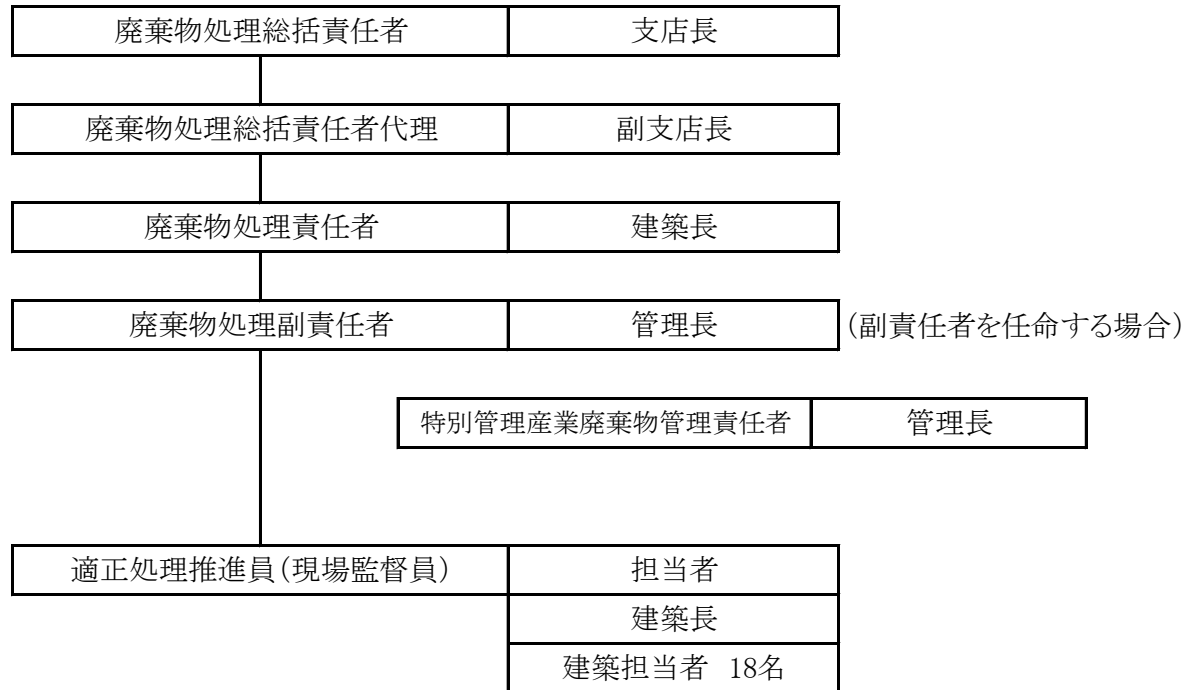 廃棄物処理総括責任者 支店長
廃棄物処理総括責任者代理 副支店長
廃棄物処理責任者 建築長
廃棄物処理副責任者 管理長 (副責任者を任命する場合)
特別管理産業廃棄物管理責任者 管理長
適正処理推進員(現場監督員) 担当者
建築長
建築担当者 18名